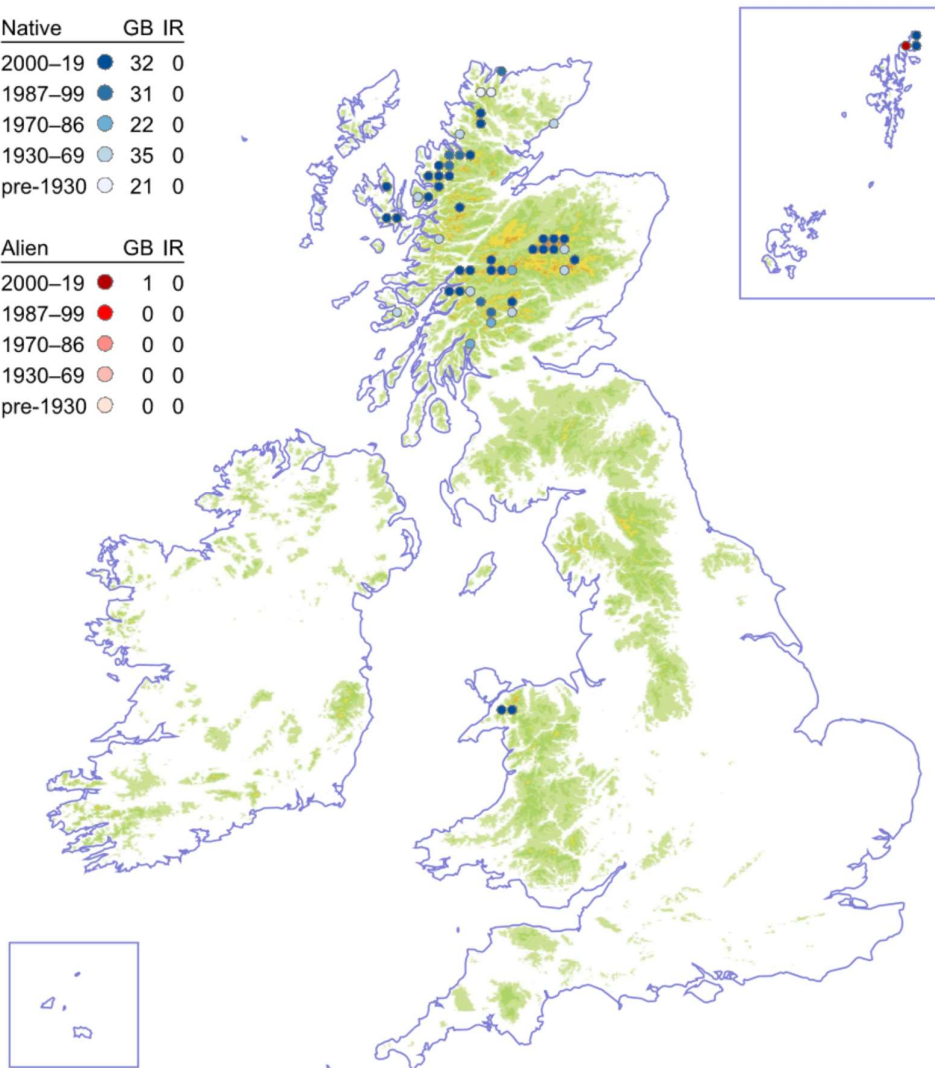 Native GB IR
2000–19 32 0
1987–99 31 0
1970–86 22 0
1930–69 35 0
pre-1930 21 0
Alien GB IR
2000–19 1 0
1987–99 0 0
1970–86 0 0
1930–69 0 0
pre-1930 0 0